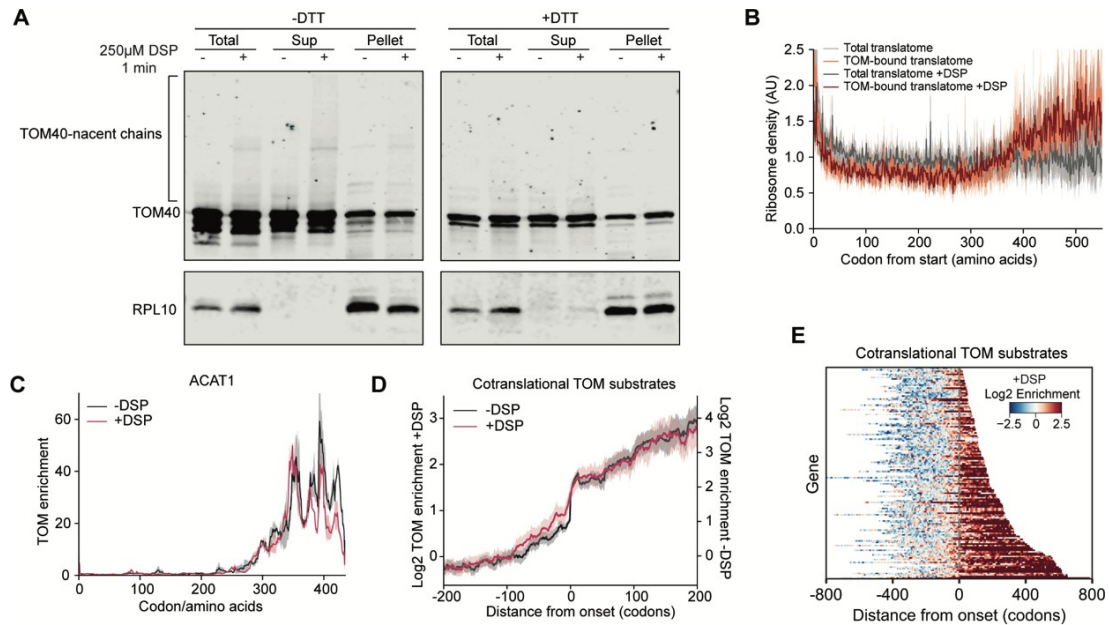 A
-DTT
+DTT
Total Sup Pellet
Total Sup Pellet
250µM DSP
1 min
- + - + - +
- + - + - +
TOM40-nacent chains
TOM40
RPL10
B
2.5
2.0
1.5
1.0
0.5
0.0
Ribosome density (AU)
Total translatome
TOM-bound translatome
Total translatome +DSP
TOM-bound translatome +DSP
0 100 200 300 400 500
Codon from start (amino acids)
C
ACAT1
-DSP
+DSP
60
40
20
0
TOM enrichment
0 100 200 300 400
Codon/amino acids
D
Cotranslational TOM substrates
-DSP
+DSP
3
2
1
0
Log2 TOM enrichment +DSP
4
3
2
1
0
Log2 TOM enrichment -DSP
-200 -100 0 100 200
Distance from onset (codons)
E
Cotranslational TOM substrates
+DSP
Log2 Enrichment
−2.5 0 2.5
Gene
-800 -400 0 400 800
Distance from onset (codons)